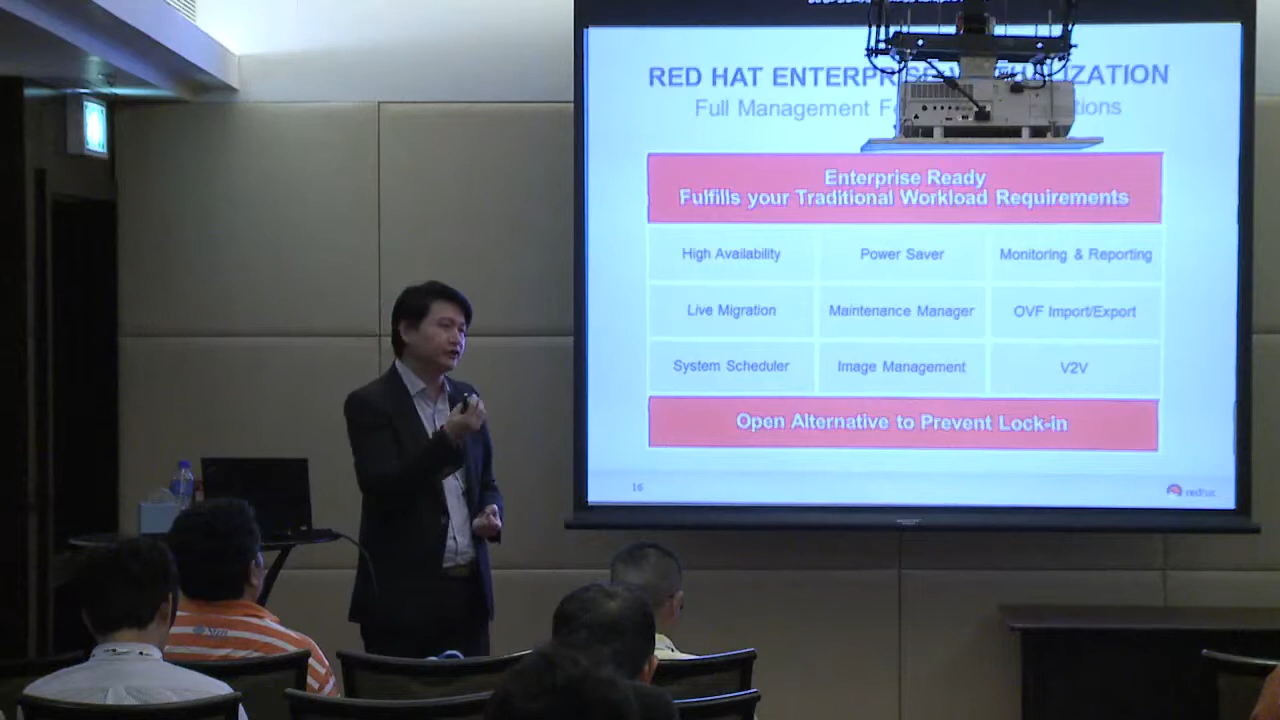 RED HAT ENTERPRISE VIZATION
Full Management F tions
Enterprise Ready
Fulfills your Traditional Workload Requirements
High Availability
Power Saver
Monitoring & Reporting
Live Migration
Maintenance Manager
OVF Import/Export
System Scheduler
Image Management
V2V
Open Alternative to Prevent Lock-in
16
redhat